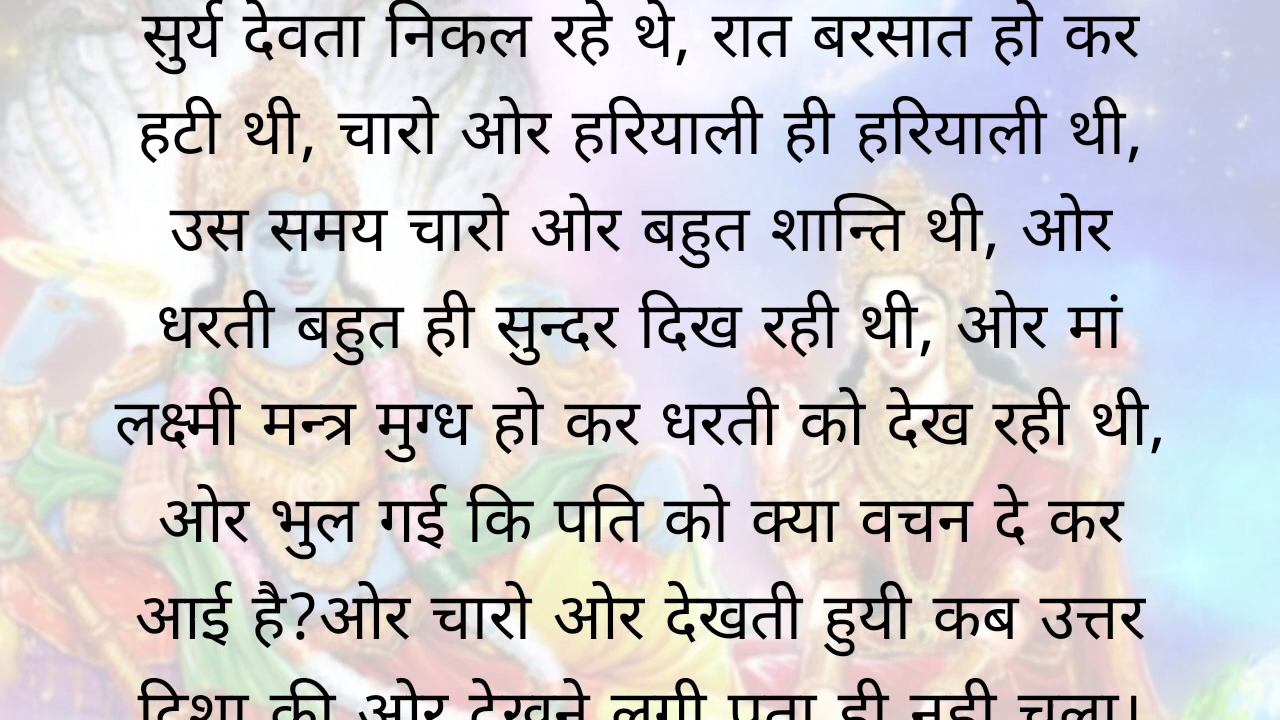 सुर्य देवता निकल रहे थे, रात बरसात हो कर
हटी थी, चारो ओर हरियाली ही हरियाली थी,
उस समय चारो ओर बहुत शान्ति थी, ओर
धरती बहुत ही सुन्दर दिख रही थी, ओर मां
लक्ष्मी मन्त्र मुग्ध हो कर धरती को देख रही थी,
ओर भुल गई कि पति को क्या वचन दे कर
आई है?ओर चारो ओर देखती हुयी कब उत्तर
दिशा की ओर देखने लगी पता ही नही चला।